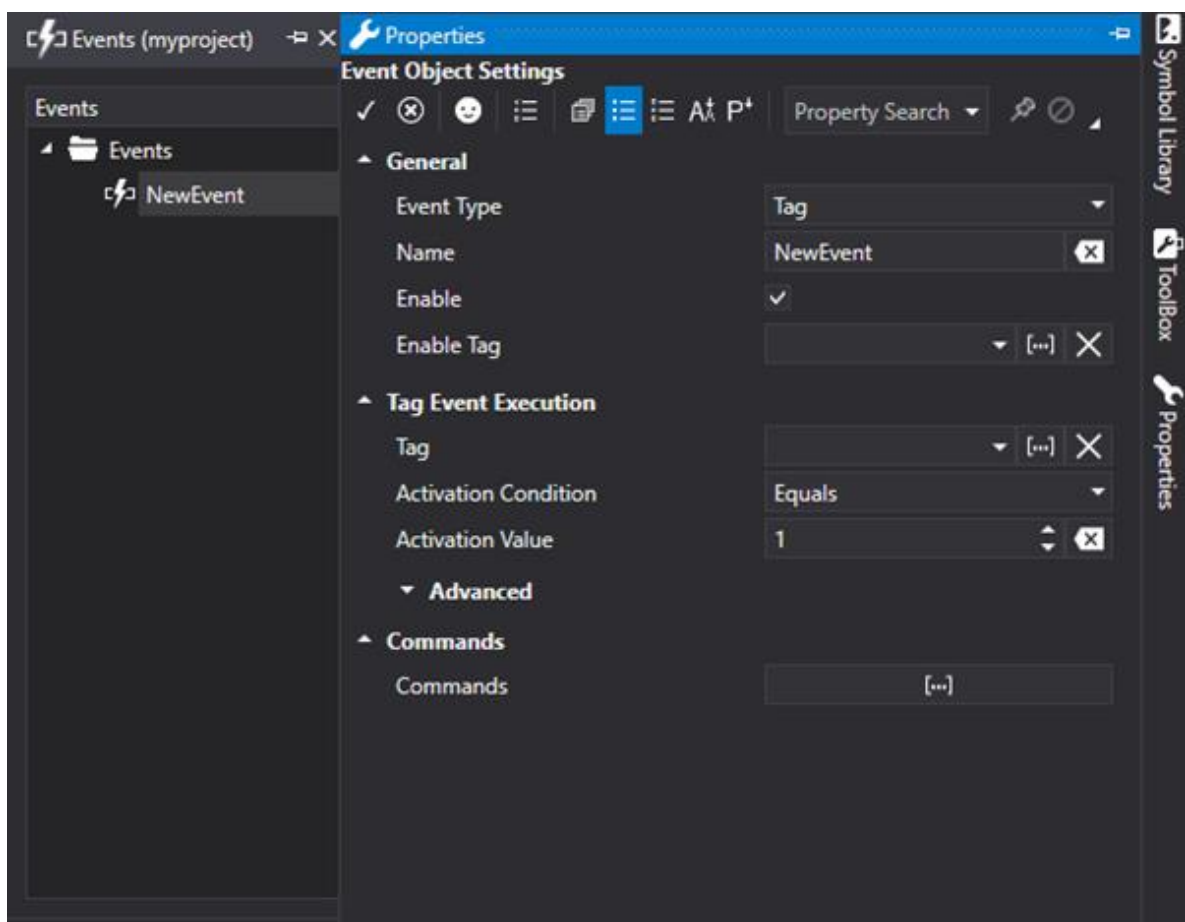 Events (myproject)
Events
Events
NewEvent
Properties
Event Object Settings
Property Search
General
Event Type Tag
Name NewEvent
Enable
Enable Tag
Tag Event Execution
Tag
Activation Condition Equals
Activation Value 1
Advanced
Commands
Commands
Symbol Library
ToolBox
Properties